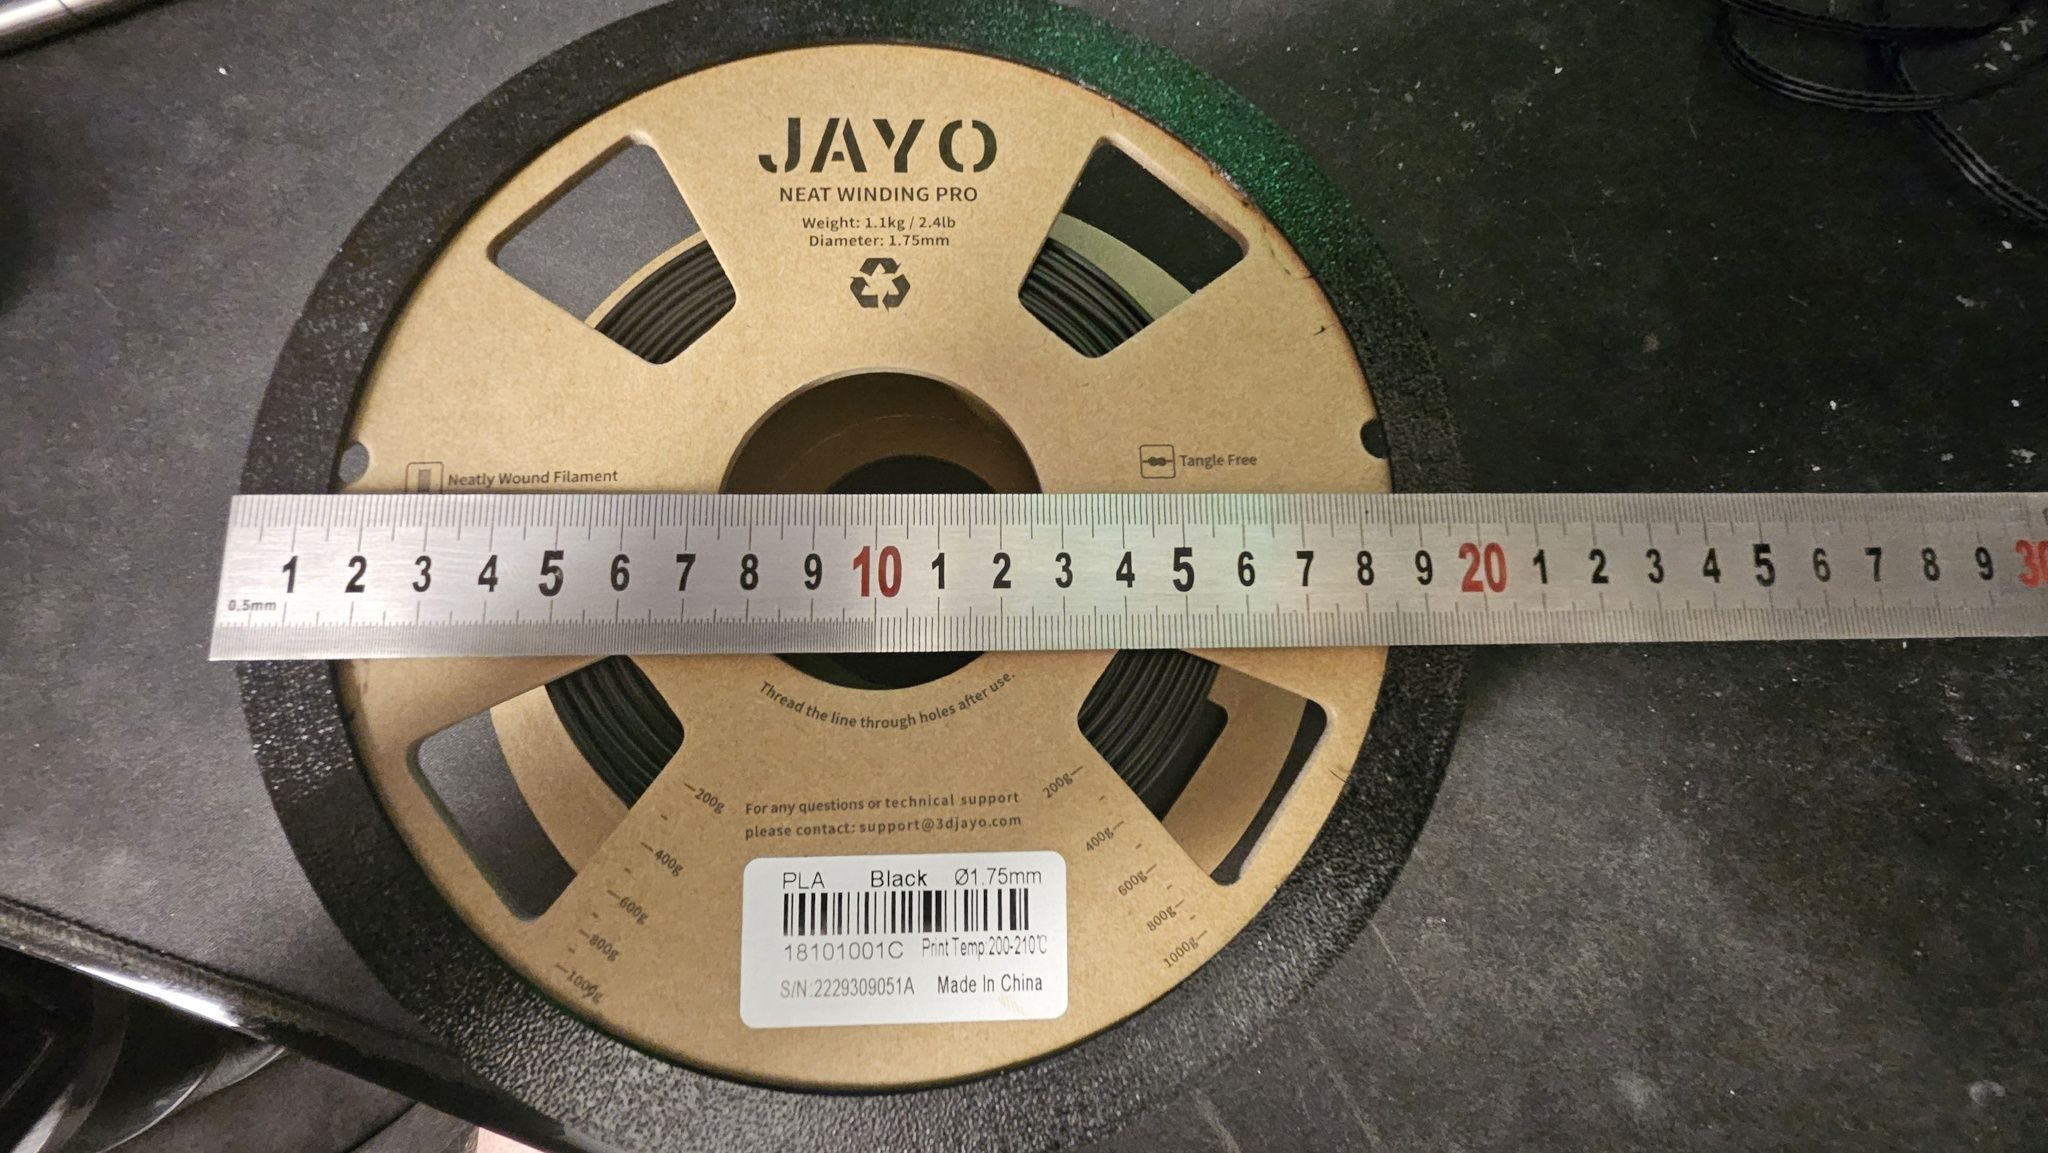 JAYO
NEAT WINDING PRO
Weight: 1.1kg / 2.4lb
Diameter: 1.75mm
Neatly Wound Filament
Tangle Free
1 2 3 4 5 6 7 8 9 10 1 2 3 4 5 6 7 8 9 20 1 2 3 4 5 6 7 8 9 30
0.5mm
Thread the line through holes after use.
200g
400g
600g
800g
1000g
For any questions or technical support
please contact: support@3djayo.com
200g
400g
600g
800g
1000g
PLA Black Ø1.75mm
18101001C Print Temp:200-210℃
S/N:2229309051A Made In China